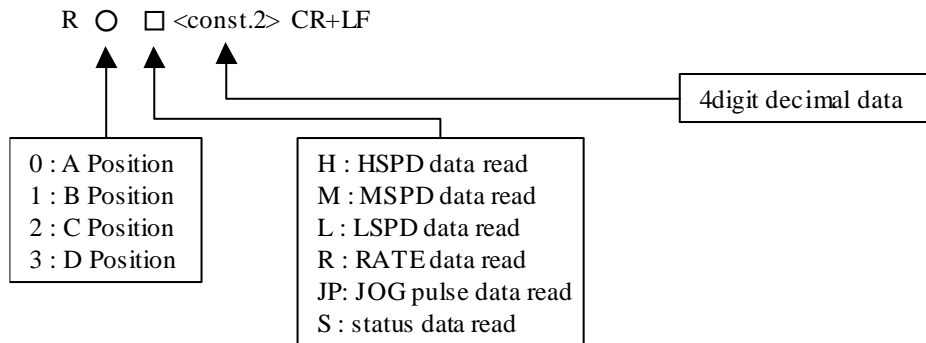 R ○ □ <const.2> CR+LF
4digit decimal data
0 : A Position
1 : B Position
2 : C Position
3 : D Position
H : HSPD data read
M : MSPD data read
L : LSPD data read
R : RATE data read
JP: JOG pulse data read
S : status data read